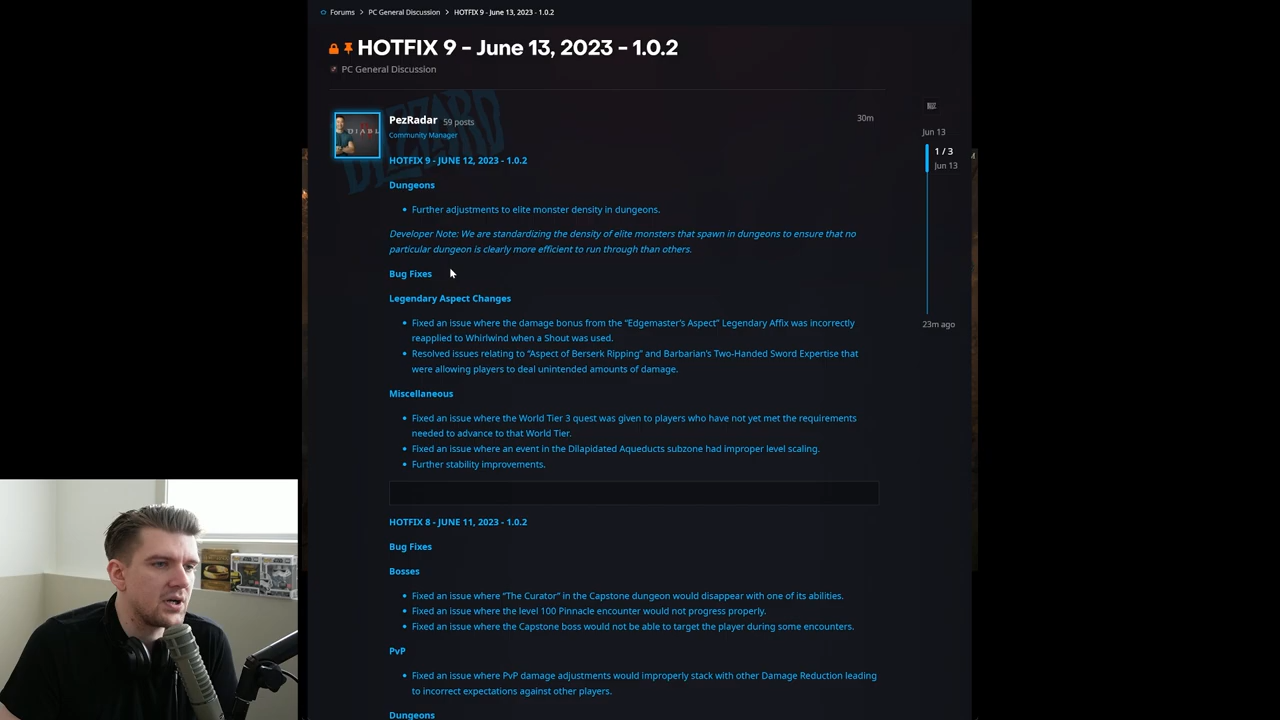 Forums > PC General Discussion > HOTFIX 9 - June 13, 2023 - 1.0.2
HOTFIX 9 – June 13, 2023 – 1.0.2
PC General Discussion
BLIZZARD
PezRadar 59 posts
30m
Community Manager
DIABL
Jun 13
1 / 3
Jun 13
HOTFIX 9 - JUNE 12, 2023 - 1.0.2
Dungeons
• Further adjustments to elite monster density in dungeons.
Developer Note: We are standardizing the density of elite monsters that spawn in dungeons to ensure that no
particular dungeon is clearly more efficient to run through than others.
Bug Fixes
Legendary Aspect Changes
• Fixed an issue where the damage bonus from the “Edgemaster’s Aspect” Legendary Affix was incorrectly
reapplied to Whirlwind when a Shout was used.
• Resolved issues relating to “Aspect of Berserk Ripping” and Barbarian’s Two-Handed Sword Expertise that
were allowing players to deal unintended amounts of damage.
23m ago
Miscellaneous
• Fixed an issue where the World Tier 3 quest was given to players who have not yet met the requirements
needed to advance to that World Tier.
• Fixed an issue where an event in the Dilapidated Aqueducts subzone had improper level scaling.
• Further stability improvements.
HOTFIX 8 - JUNE 11, 2023 - 1.0.2
Bug Fixes
Bosses
• Fixed an issue where “The Curator” in the Capstone dungeon would disappear with one of its abilities.
• Fixed an issue where the level 100 Pinnacle encounter would not progress properly.
• Fixed an issue where the Capstone boss would not be able to target the player during some encounters.
PvP
• Fixed an issue where PvP damage adjustments would improperly stack with other Damage Reduction leading
to incorrect expectations against other players.
Dungeons